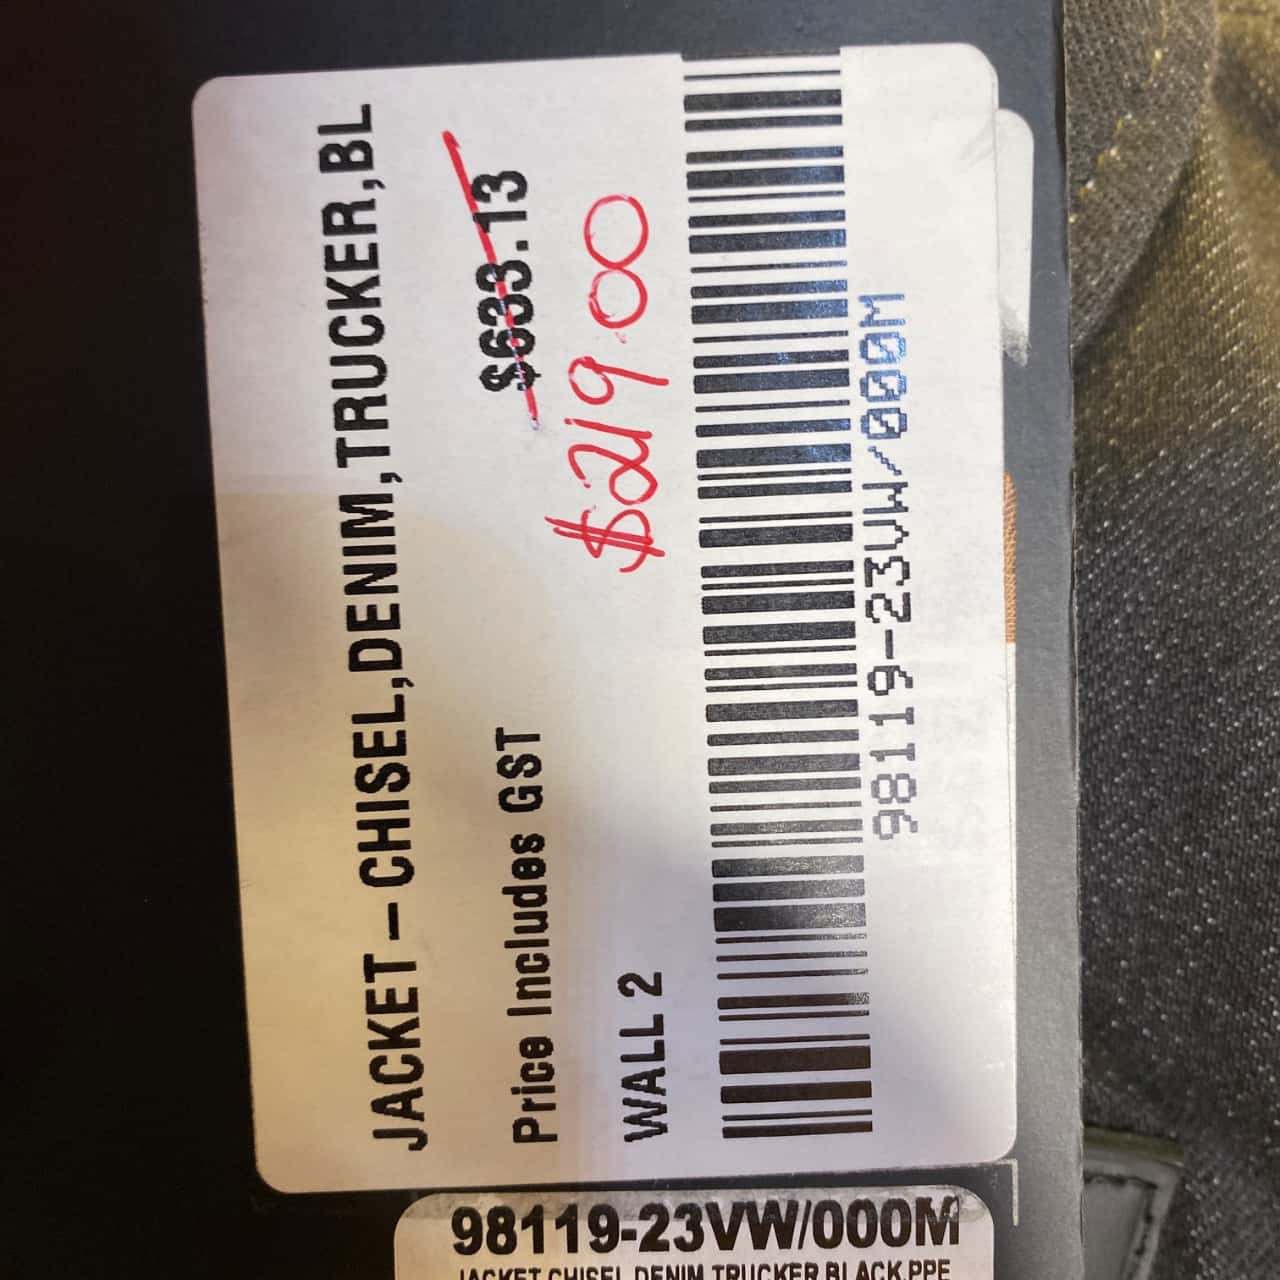 JACKET - CHISEL,DENIM,TRUCKER,BL
Price Includes GST $633.13
WALL 2 $219.00
98119-23VW/000M
98119-23VW/000M
JACKET,CHISEL,DENIM,TRUCKER,BLACK,PPE